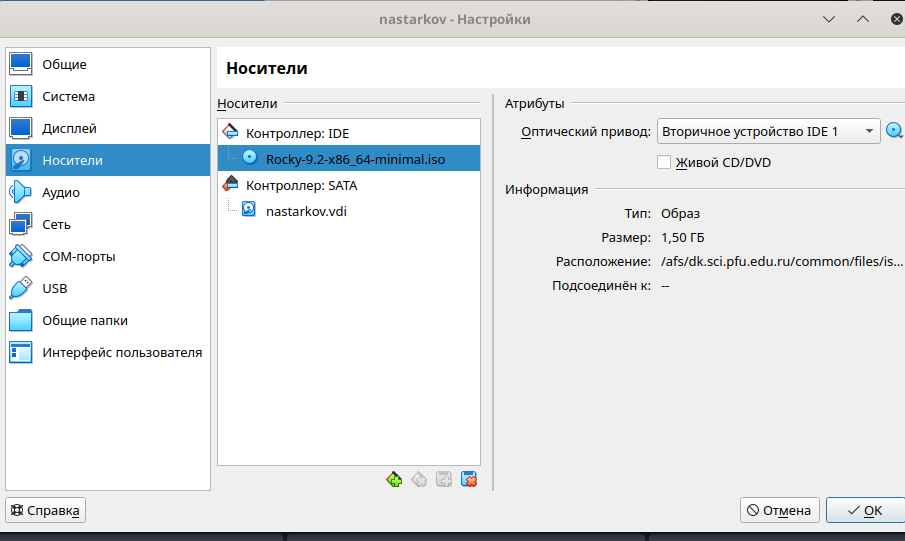 nastarkov - Настройки
Общие
Система
Дисплей
Носители
Аудио
Сеть
COM-порты
USB
Общие папки
Интерфейс пользователя
Носители
Носители
Контроллер: IDE
Rocky-9.2-x86_64-minimal.iso
Контроллер: SATA
nastarkov.vdi
Атрибуты
Оптический привод: Вторичное устройство IDE 1
Живой CD/DVD
Информация
Тип: Образ
Размер: 1,50 ГБ
Расположение: /afs/dk.sci.pfu.edu.ru/common/files/is...
Подсоединён к: --
Справка
Отмена
OK